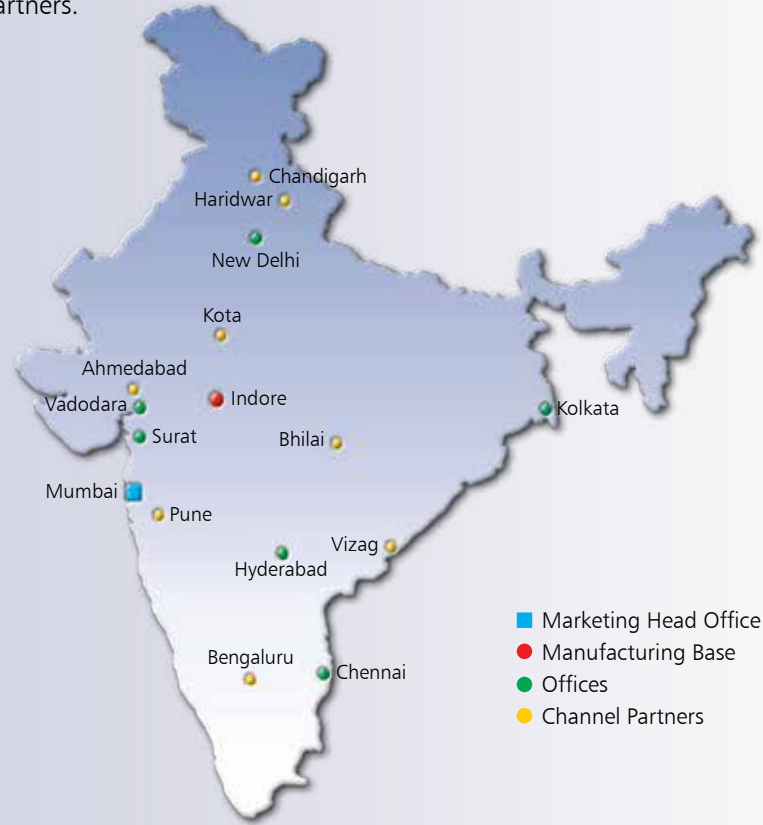 artners.
Chandigarh
Haridwar
New Delhi
Kota
Ahmedabad
Vadodara
Indore
Kolkata
Surat
Bhilai
Mumbai
Pune
Vizag
Hyderabad
Bengaluru
Chennai
Marketing Head Office
Manufacturing Base
Offices
Channel Partners